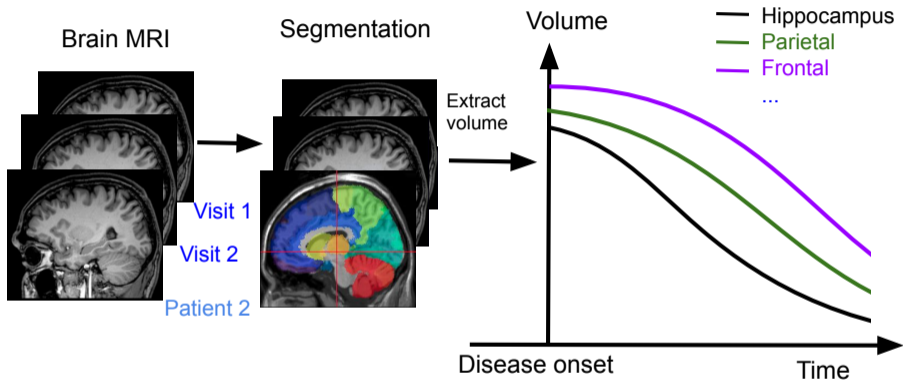 Brain MRI
Segmentation
Visit 1
Visit 2
Patient 2
Extract
volume
Volume
Hippocampus
Parietal
Frontal
...
Disease onset
Time